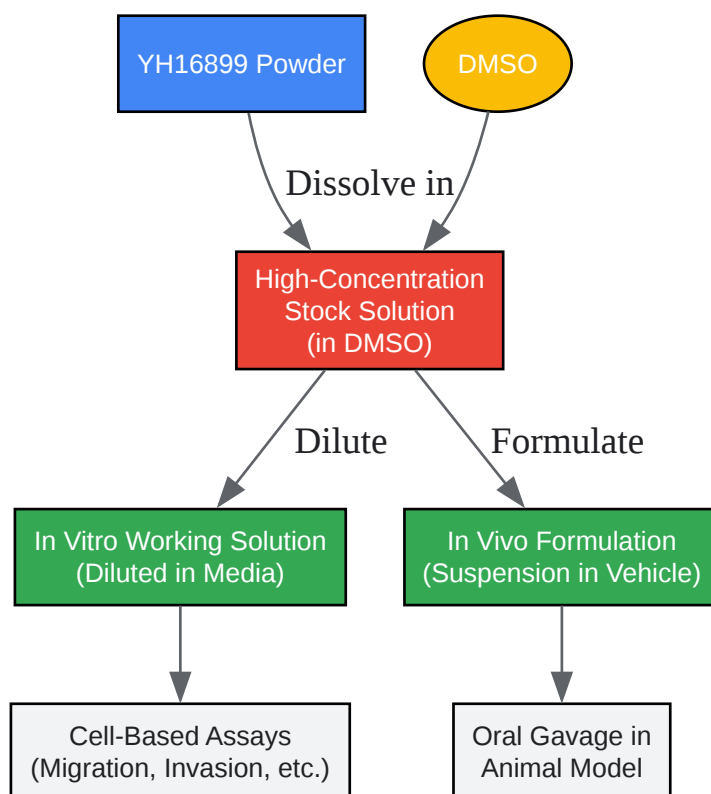 YH16899 Powder
DMSO
Dissolve in
High-Concentration
Stock Solution
(in DMSO)
Dilute
Formulate
In Vitro Working Solution
(Diluted in Media)
In Vivo Formulation
(Suspension in Vehicle)
Cell-Based Assays
(Migration, Invasion, etc.)
Oral Gavage in
Animal Model